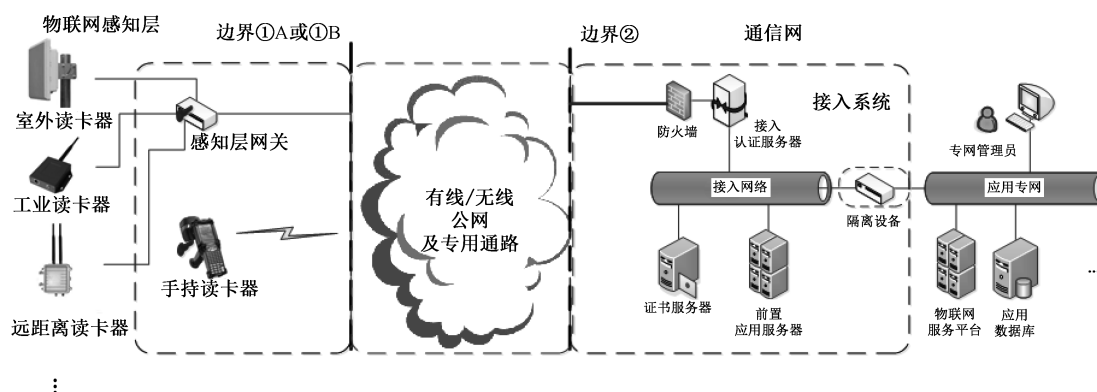 物联网感知层
边界①A或①B
边界②
通信网
室外读卡器
感知层网关
工业读卡器
手持读卡器
远距离读卡器
⋮
有线/无线
公网
及专用通路
防火墙
接入
认证服务器
接入系统
专网管理员
接入网络
隔离设备
应用专网
证书服务器
前置
应用服务器
物联网
服务平台
应用
数据库
...